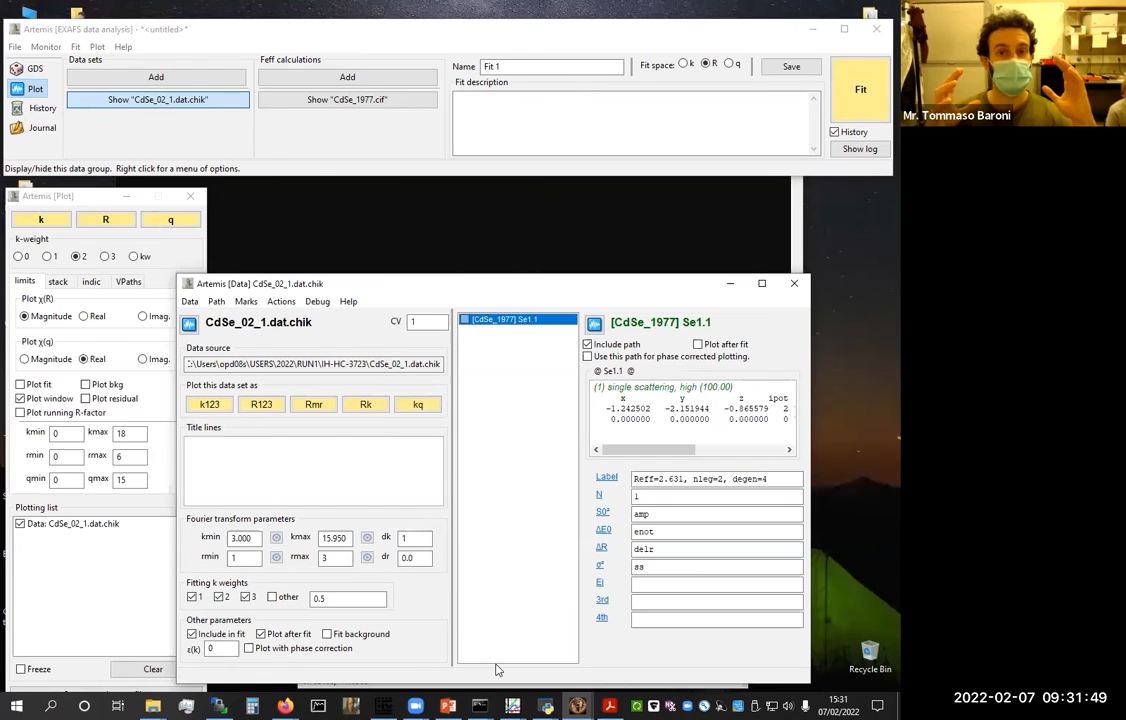 Artemis [EXAFS data analysis] - *<untitled>*
File Monitor Fit Plot Help
GDS
Plot
History
Journal
Data sets
Add
Show "CdSe_02_1.dat.chik"
Feff calculations
Add
Show "CdSe_1977.cif"
Name Fit 1
Fit space: k R q
Save
Fit description
Fit
History
Show log
Display/hide this data group. Right click for a menu of options.
Mr. Tommaso Baroni
Artemis [Plot]
k R q
k-weight
0 1 2 3 kw
limits stack indic VPaths
Plot χ(R)
Magnitude Real Imag.
Plot χ(q)
Magnitude Real Imag.
Plot fit Plot bkg
Plot window Plot residual
Plot running R-factor
kmin 0 kmax 18
rmin 0 rmax 6
qmin 0 qmax 15
Plotting list
Data: CdSe_02_1.dat.chik
Freeze Clear
Artemis [Data] CdSe_02_1.dat.chik
Data Path Marks Actions Debug Help
CdSe_02_1.dat.chik
CV 1
Data source
:\Users\opd08s\USERS\2022\RUN1\IH-HC-3723\CdSe_02_1.dat.chik
Plot this data set as
k123 R123 Rmr Rk kq
Title lines
Fourier transform parameters
kmin 3.000 kmax 15.950 dk 1
rmin 1 rmax 3 dr 0.0
Fitting k weights
1 2 3 other 0.5
Other parameters
Include in fit Plot after fit Fit background
ε(k) 0 Plot with phase correction
[CdSe_1977] Se1.1
[CdSe_1977] Se1.1
Include path Plot after fit
Use this path for phase corrected plotting.
@ Se1.1 @
(1) single scattering, high (100.00)
x y z ipot
-1.242502 -2.151944 -0.865579 2
0.000000 0.000000 0.000000 0
Label Reff=2.631, nleg=2, degen=4
N 1
S0² amp
ΔE0 enot
ΔR delr
σ² ss
Ei
3rd
4th
Recycle Bin
15:31
07/02/2022
2022-02-07 09:31:49